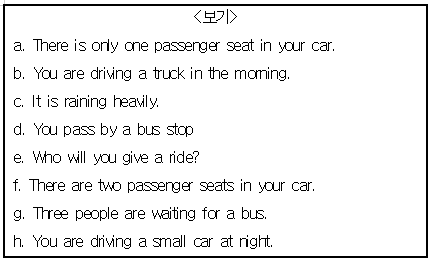 <보기>
a. There is only one passenger seat in your car.
b. You are driving a truck in the morning.
c. It is raining heavily.
d. You pass by a bus stop
e. Who will you give a ride?
f. There are two passenger seats in your car.
g. Three people are waiting for a bus.
h. You are driving a small car at night.